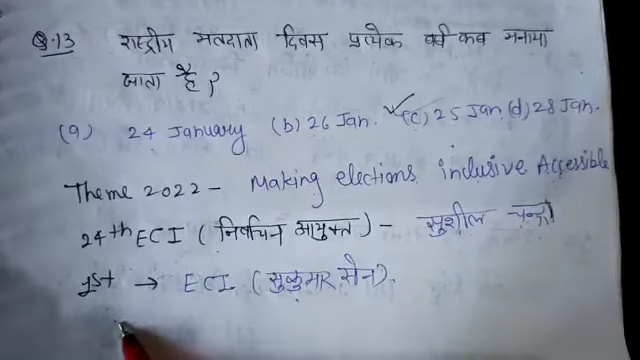 Q.13 राष्ट्रीय मतदाता दिवस प्रत्येक वर्ष कब मनाया
जाता है?
(a) 24 January (b) 26 Jan. (c) 25 Jan (d) 28 Jan.
Theme 2022 - Making elections inclusive Accessible
24th ECI (निर्वाचन आयुक्त) - सुशील चन्द्रा
1st → ECI (सुकुमार सेन)